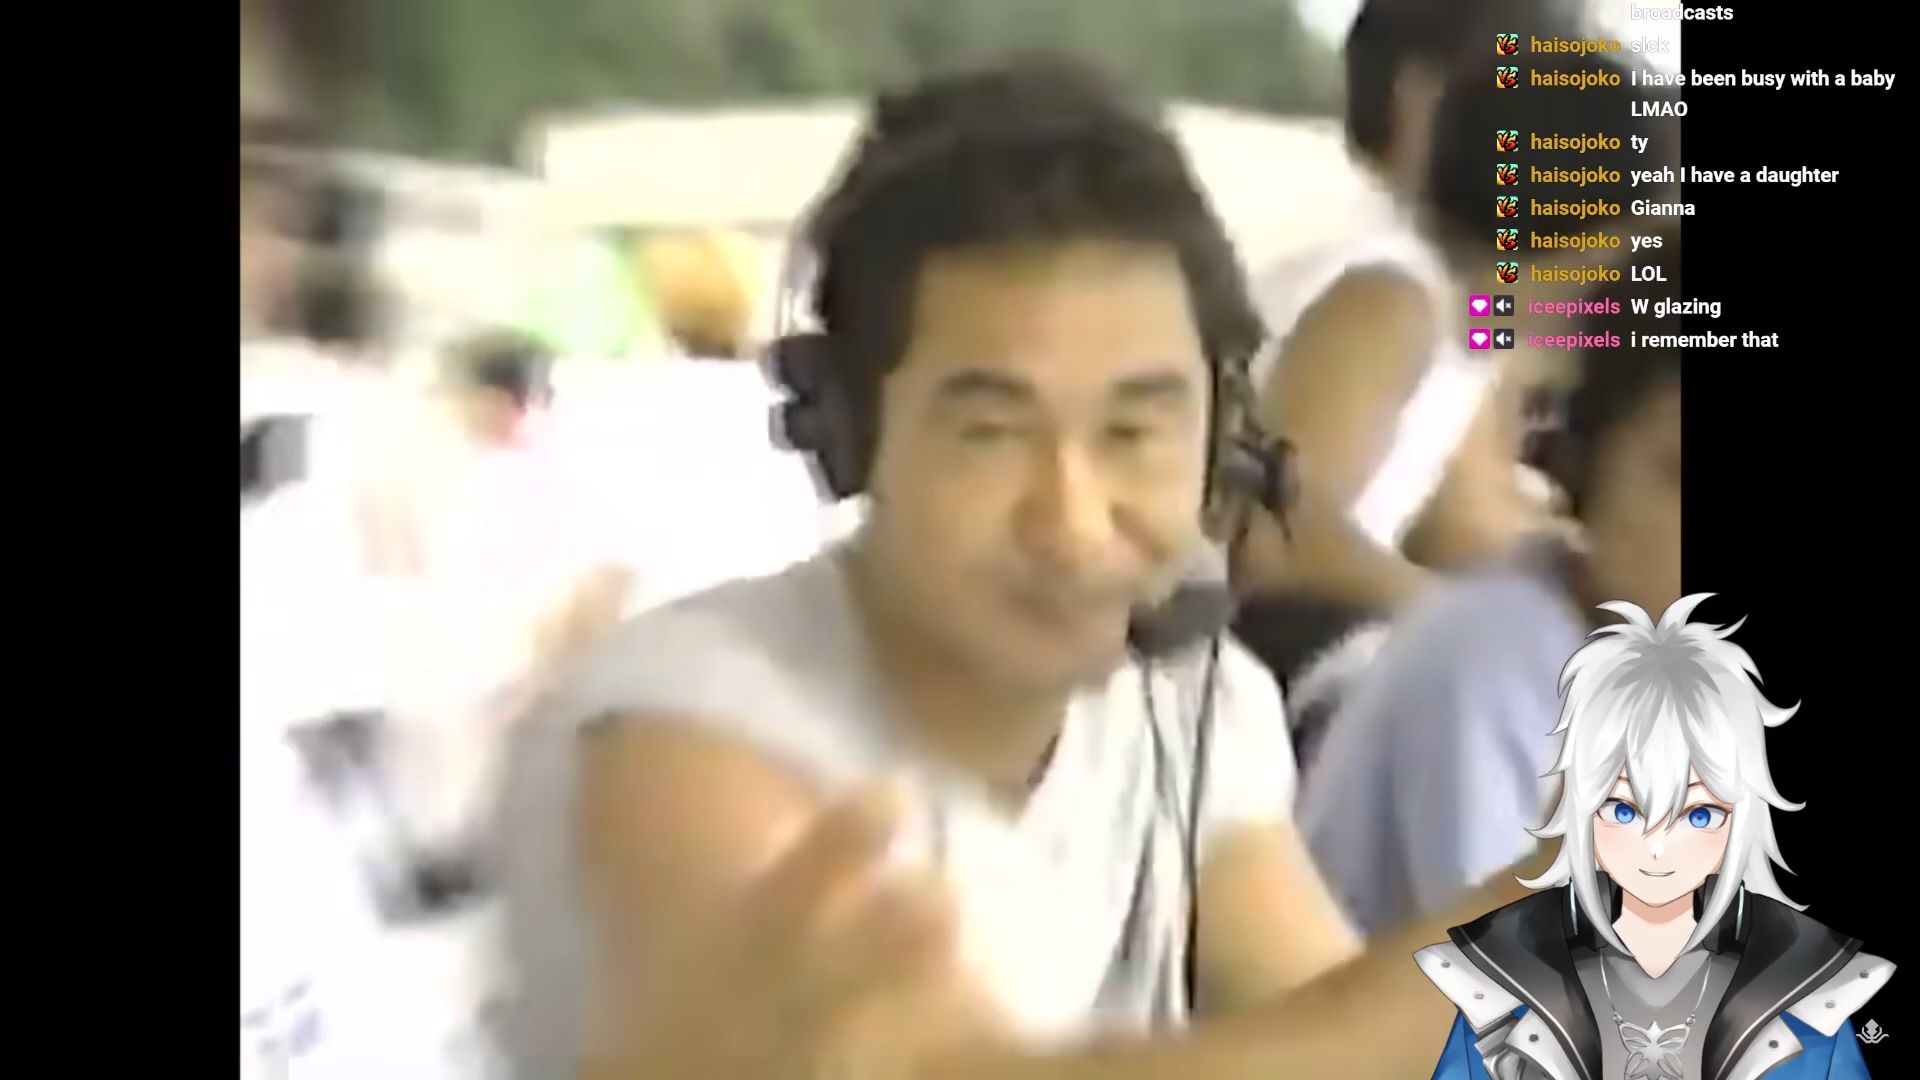 broadcasts
haisojoko sick
haisojoko I have been busy with a baby
LMAO
haisojoko ty
haisojoko yeah I have a daughter
haisojoko Gianna
haisojoko yes
haisojoko LOL
iceepixels W glazing
iceepixels i remember that